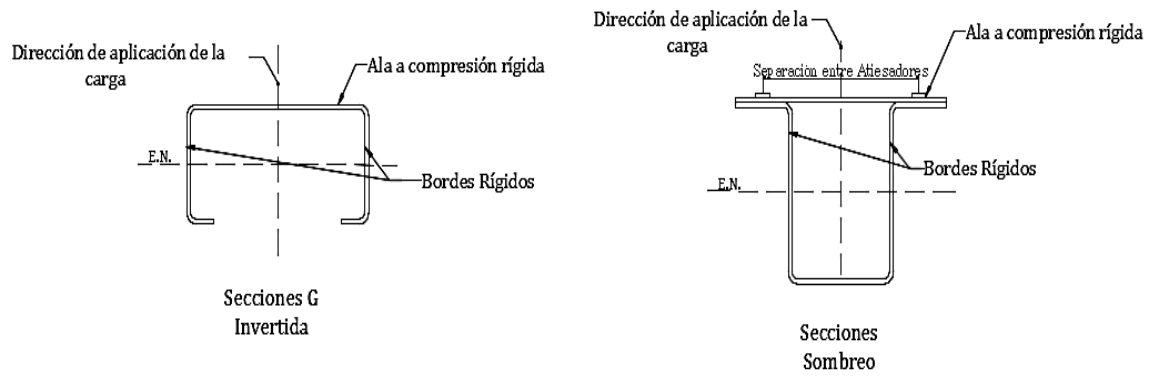 Dirección de aplicación de la
carga
Ala a compresión rígida
E.N.
Bordes Rígidos
Secciones G
Invertida
Dirección de aplicación de la
carga
Ala a compresión rígida
Separación entre Atiesadores
Bordes Rígidos
E.N.
Secciones
Sombreo